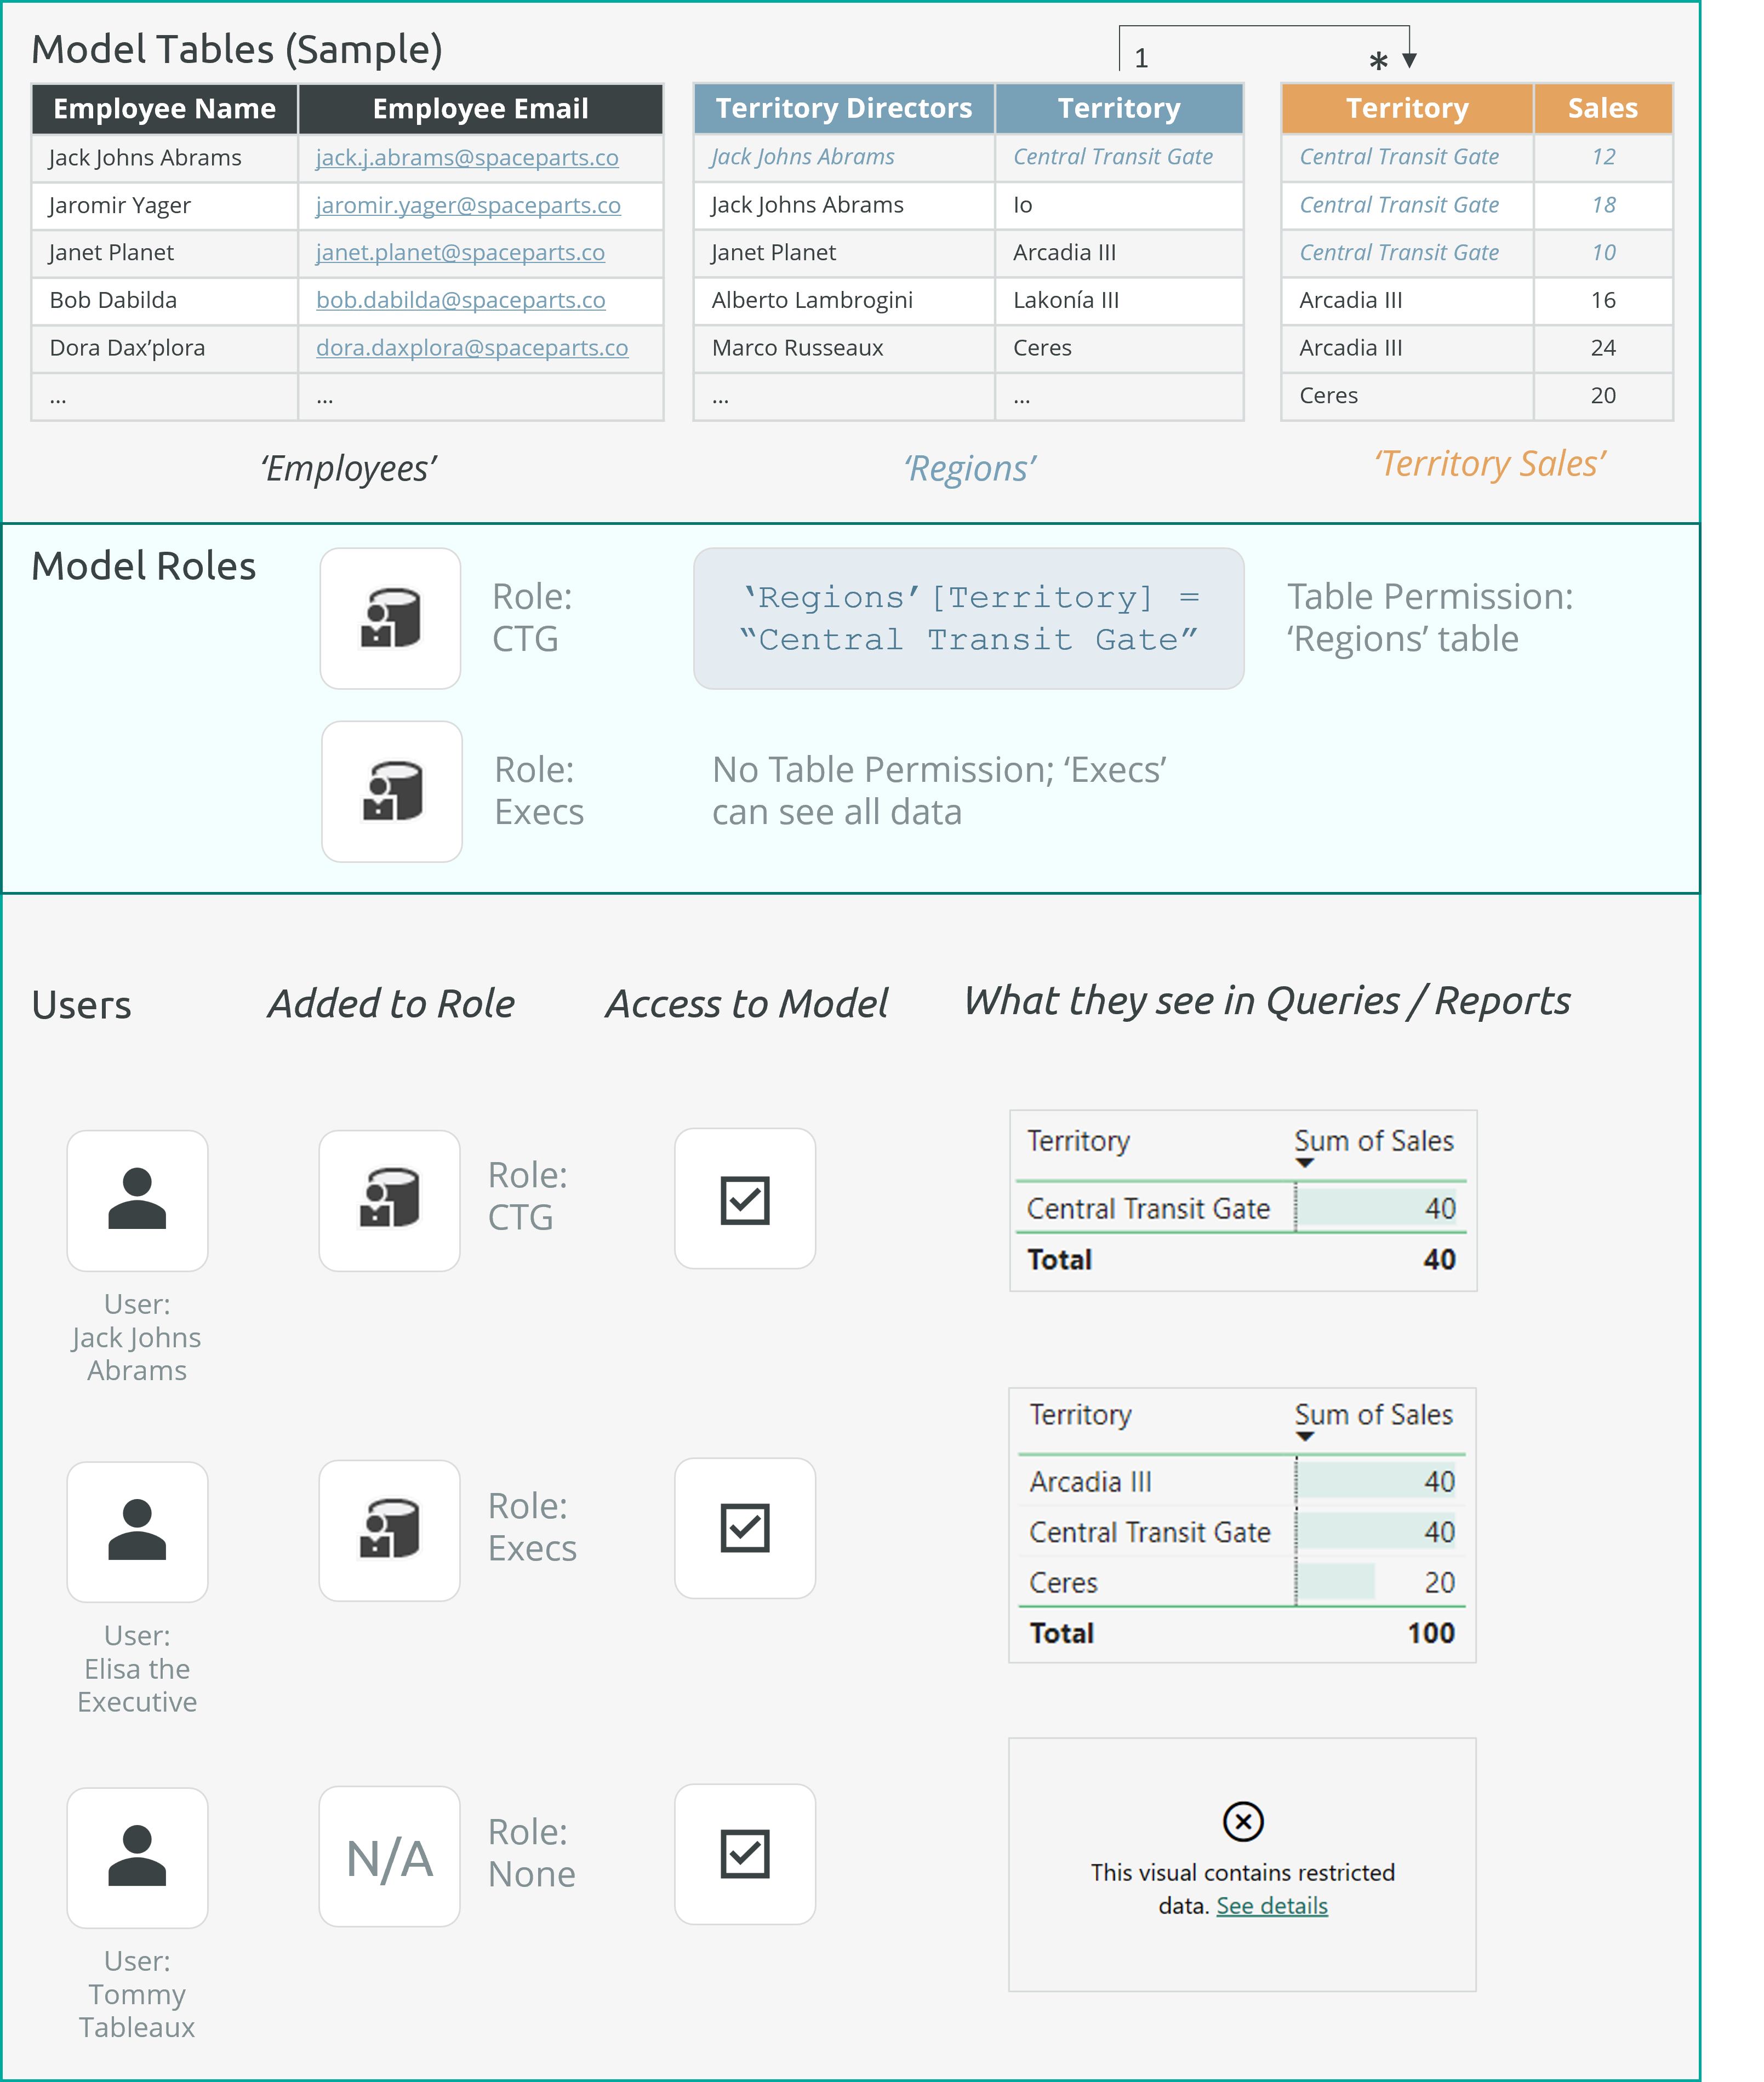 Model Tables (Sample)
1 *
Employee Name Employee Email
Jack Johns Abrams jack.j.abrams@spaceparts.co
Jaromir Yager jaromir.yager@spaceparts.co
Janet Planet janet.planet@spaceparts.co
Bob Dabilda bob.dabilda@spaceparts.co
Dora Dax’plora dora.daxplora@spaceparts.co
... ...
‘Employees’
Territory Directors Territory
Jack Johns Abrams Central Transit Gate
Jack Johns Abrams Io
Janet Planet Arcadia III
Alberto Lambrogini Lakonía III
Marco Russeaux Ceres
... ...
‘Regions’
Territory Sales
Central Transit Gate 12
Central Transit Gate 18
Central Transit Gate 10
Arcadia III 16
Arcadia III 24
Ceres 20
‘Territory Sales’
Model Roles
Role:
CTG
‘Regions’[Territory] =
“Central Transit Gate”
Table Permission:
‘Regions’ table
Role:
Execs
No Table Permission; ‘Execs’
can see all data
Users Added to Role Access to Model What they see in Queries / Reports
User:
Jack Johns
Abrams
Role:
CTG
Territory Sum of Sales
Central Transit Gate 40
Total 40
User:
Elisa the
Executive
Role:
Execs
Territory Sum of Sales
Arcadia III 40
Central Transit Gate 40
Ceres 20
Total 100
User:
Tommy
Tableaux
N/A
Role:
None
This visual contains restricted
data. See details